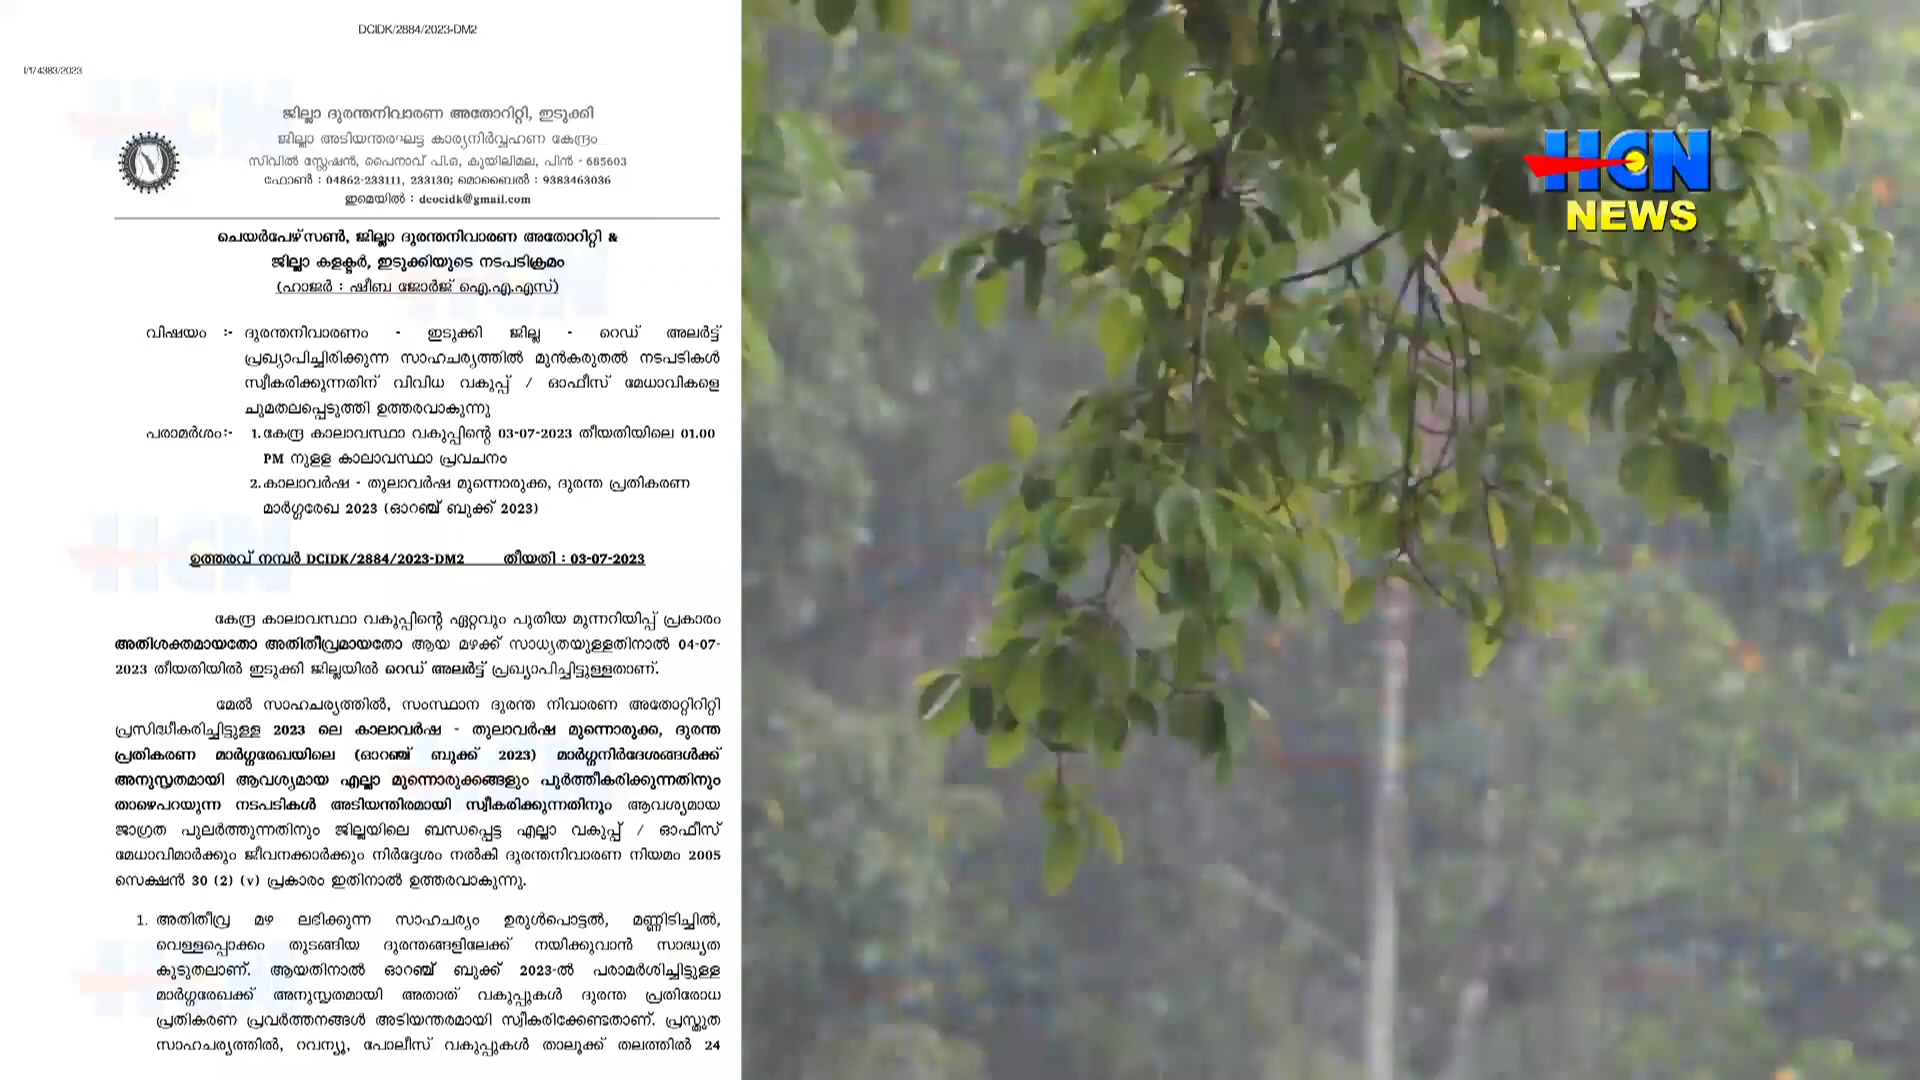 DCIDK/2884/2023-DM2
I/174383/2023
ജില്ലാ ദുരന്തനിവാരണ അതോറിറ്റി, ഇടുക്കി
ജില്ലാ അടിയന്തരഘട്ട കാര്യനിർവ്വഹണ കേന്ദ്രം
സിവിൽ സ്റ്റേഷൻ, പൈനാവ് പി.ഒ, കുയിലിമല, പിൻ - 685603
ഫോൺ : 04862-233111, 233130; മൊബൈൽ : 9383463036
ഇമെയിൽ : deocidk@gmail.com
ചെയർപേഴ്സൺ, ജില്ലാ ദുരന്തനിവാരണ അതോറിറ്റി &
ജില്ലാ കളക്ടർ, ഇടുക്കിയുടെ നടപടിക്രമം
(ഹാജർ : ഷീബ ജോർജ് ഐ.എ.എസ്)
വിഷയം :- ദുരന്തനിവാരണം - ഇടുക്കി ജില്ല - റെഡ് അലർട്ട്
പ്രഖ്യാപിച്ചിരിക്കുന്ന സാഹചര്യത്തിൽ മുൻകരുതൽ നടപടികൾ
സ്വീകരിക്കുന്നതിന് വിവിധ വകുപ്പ് / ഓഫീസ് മേധാവികളെ
ചുമതലപ്പെടുത്തി ഉത്തരവാകുന്നു
പരാമർശം:- 1. കേന്ദ്ര കാലാവസ്ഥാ വകുപ്പിന്റെ 03-07-2023 തീയതിയിലെ 01.00
PM നുള്ള കാലാവസ്ഥാ പ്രവചനം
2. കാലാവർഷ - തുലാവർഷ മുന്നൊരുക്ക, ദുരന്ത പ്രതികരണ
മാർഗ്ഗരേഖ 2023 (ഓറഞ്ച് ബുക്ക് 2023)
ഉത്തരവ് നമ്പർ DCIDK/2884/2023-DM2 തീയതി : 03-07-2023
കേന്ദ്ര കാലാവസ്ഥാ വകുപ്പിന്റെ ഏറ്റവും പുതിയ മുന്നറിയിപ്പ് പ്രകാരം
അതിശക്തമായതോ അതിതീവ്രമായതോ ആയ മഴക്ക് സാധ്യതയുള്ളതിനാൽ 04-07-
2023 തീയതിയിൽ ഇടുക്കി ജില്ലയിൽ റെഡ് അലർട്ട് പ്രഖ്യാപിച്ചിട്ടുള്ളതാണ്.
മേൽ സാഹചര്യത്തിൽ, സംസ്ഥാന ദുരന്ത നിവാരണ അതോറ്റിറിറ്റി
പ്രസിദ്ധീകരിച്ചിട്ടുള്ള 2023 ലെ കാലാവർഷ - തുലാവർഷ മുന്നൊരുക്ക, ദുരന്ത
പ്രതികരണ മാർഗ്ഗരേഖയിലെ (ഓറഞ്ച് ബുക്ക് 2023) മാർഗ്ഗനിർദേശങ്ങൾക്ക്
അനുസൃതമായി ആവശ്യമായ എല്ലാ മുന്നൊരുക്കങ്ങളും പൂർത്തീകരിക്കുന്നതിനും
താഴെപറയുന്ന നടപടികൾ അടിയന്തിരമായി സ്വീകരിക്കുന്നതിനും ആവശ്യമായ
ജാഗ്രത പുലർത്തുന്നതിനും ജില്ലയിലെ ബന്ധപ്പെട്ട എല്ലാ വകുപ്പ് / ഓഫീസ്
മേധാവിമാർക്കും ജീവനക്കാർക്കും നിർദ്ദേശം നൽകി ദുരന്തനിവാരണ നിയമം 2005
സെക്ഷൻ 30 (2) (v) പ്രകാരം ഇതിനാൽ ഉത്തരവാകുന്നു.
1. അതിതീവ്ര മഴ ലഭിക്കുന്ന സാഹചര്യം ഉരുൾപൊട്ടൽ, മണ്ണിടിച്ചിൽ,
വെള്ളപ്പൊക്കം തുടങ്ങിയ ദുരന്തങ്ങളിലേക്ക് നയിക്കുവാൻ സാദ്ധ്യത
കൂടുതലാണ്. ആയതിനാൽ ഓറഞ്ച് ബുക്ക് 2023-ൽ പരാമർശിച്ചിട്ടുള്ള
മാർഗ്ഗരേഖക്ക് അനുസൃതമായി അതാത് വകുപ്പുകൾ ദുരന്ത പ്രതിരോധ
പ്രതികരണ പ്രവർത്തനങ്ങൾ അടിയന്തരമായി സ്വീകരിക്കേണ്ടതാണ്. പ്രസ്തുത
സാഹചര്യത്തിൽ, റവന്യൂ, പോലീസ് വകുപ്പുകൾ താലൂക്ക് തലത്തിൽ 24
HCN
NEWS